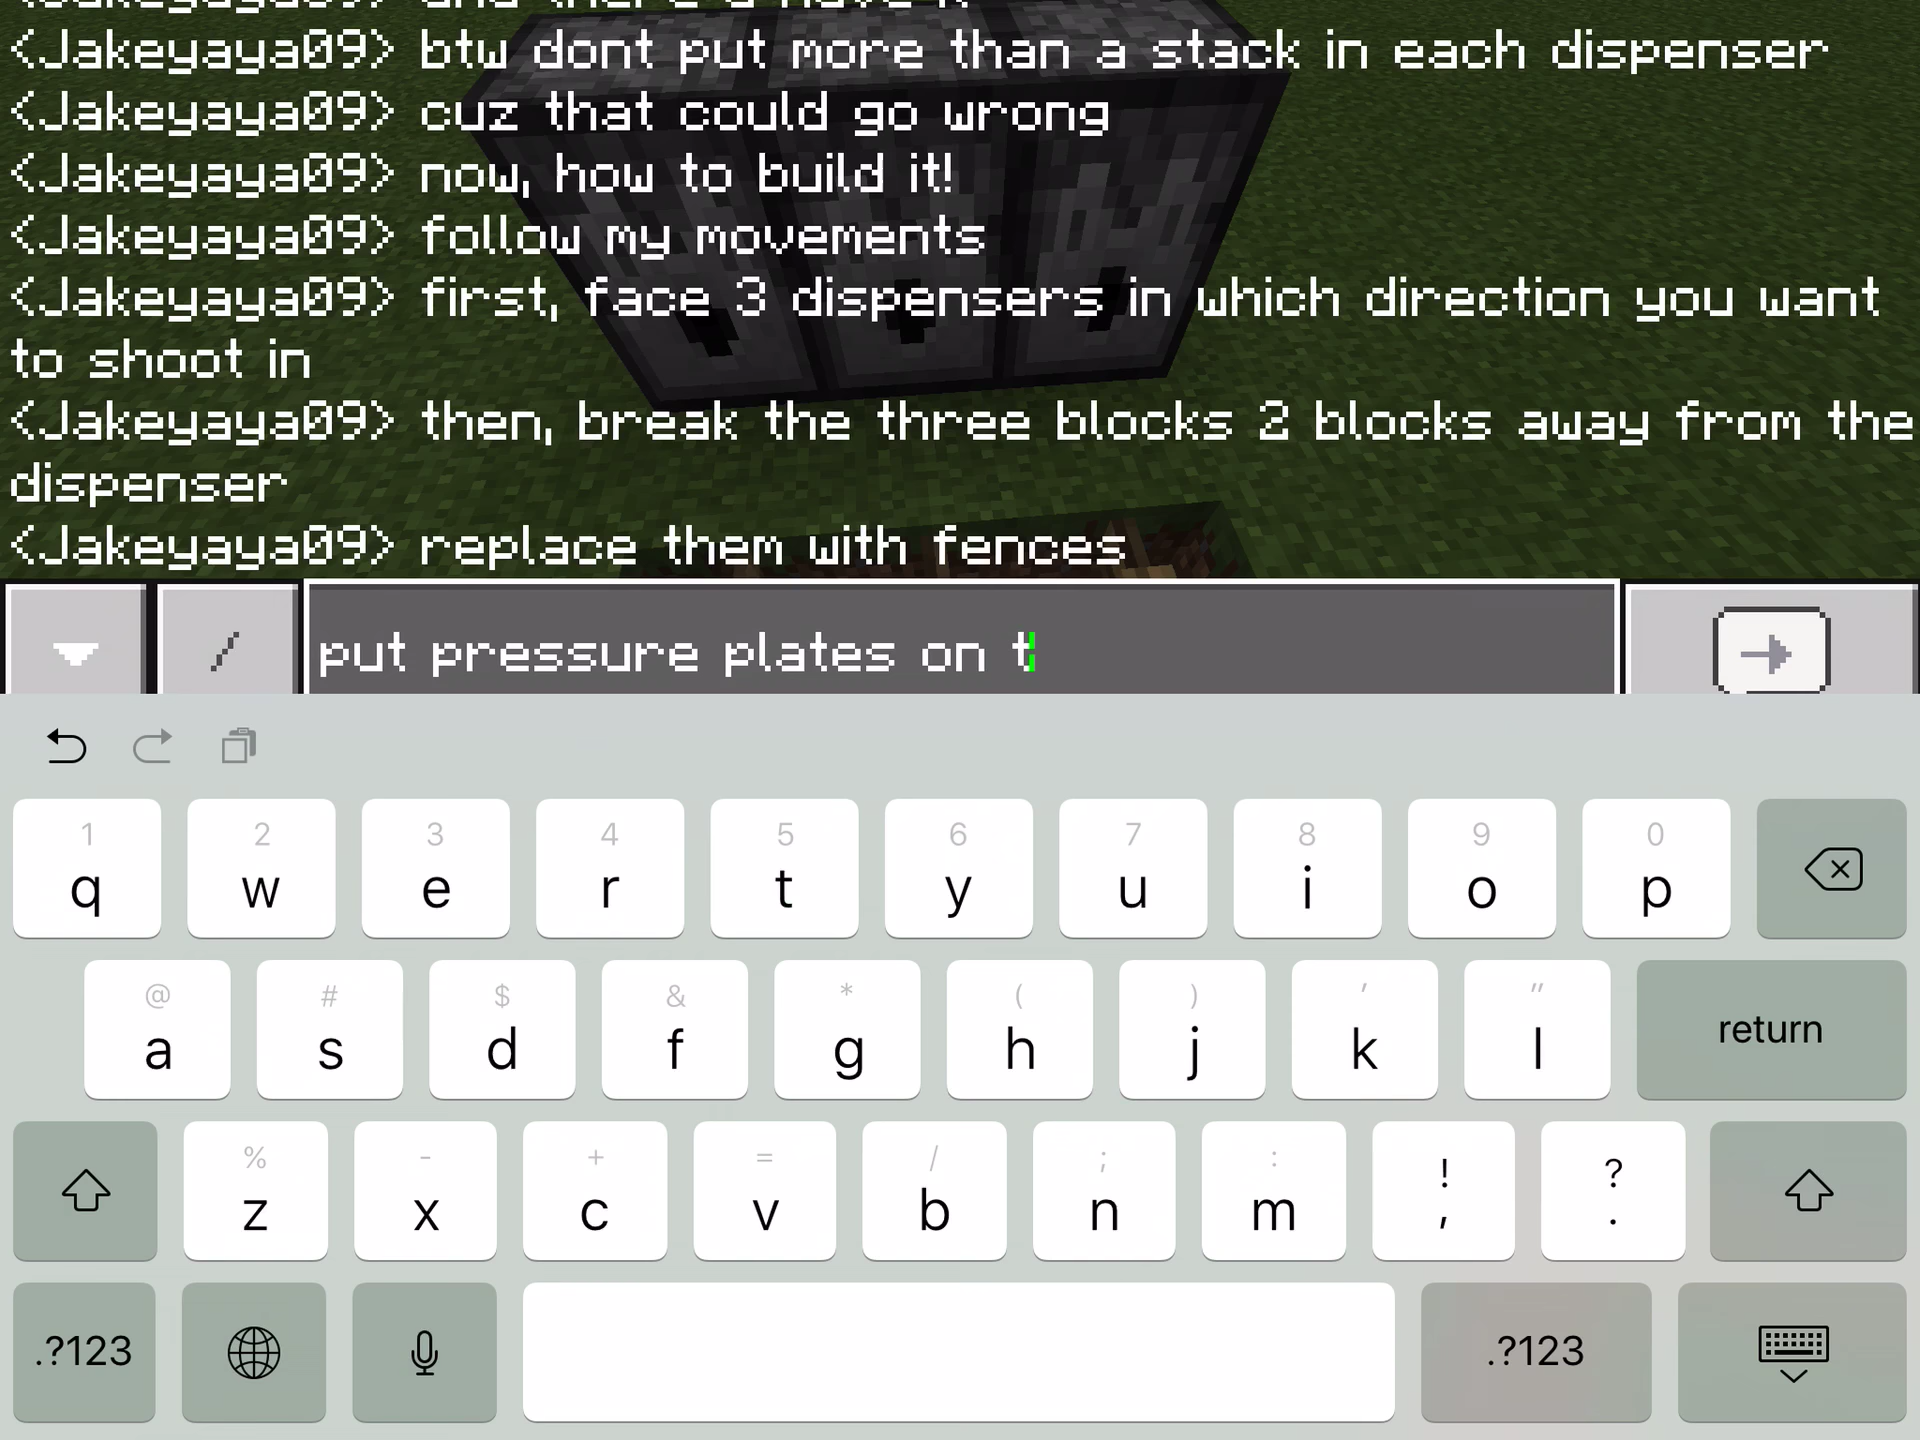 <Jakeyaya09> btw dont put more than a stack in each dispenser
<Jakeyaya09> cuz that could go wrong
<Jakeyaya09> now, how to build it!
<Jakeyaya09> follow my movements
<Jakeyaya09> first, face 3 dispensers in which direction you want
to shoot in
<Jakeyaya09> then, break the three blocks 2 blocks away from the
dispenser
<Jakeyaya09> replace them with fences
/ put pressure plates on t
1 2 3 4 5 6 7 8 9 0
q w e r t y u i o p
@ # $ & * ( ) ' "
a s d f g h j k l return
% - + = / ; : ! ?
z x c v b n m , .
.?123 .?123